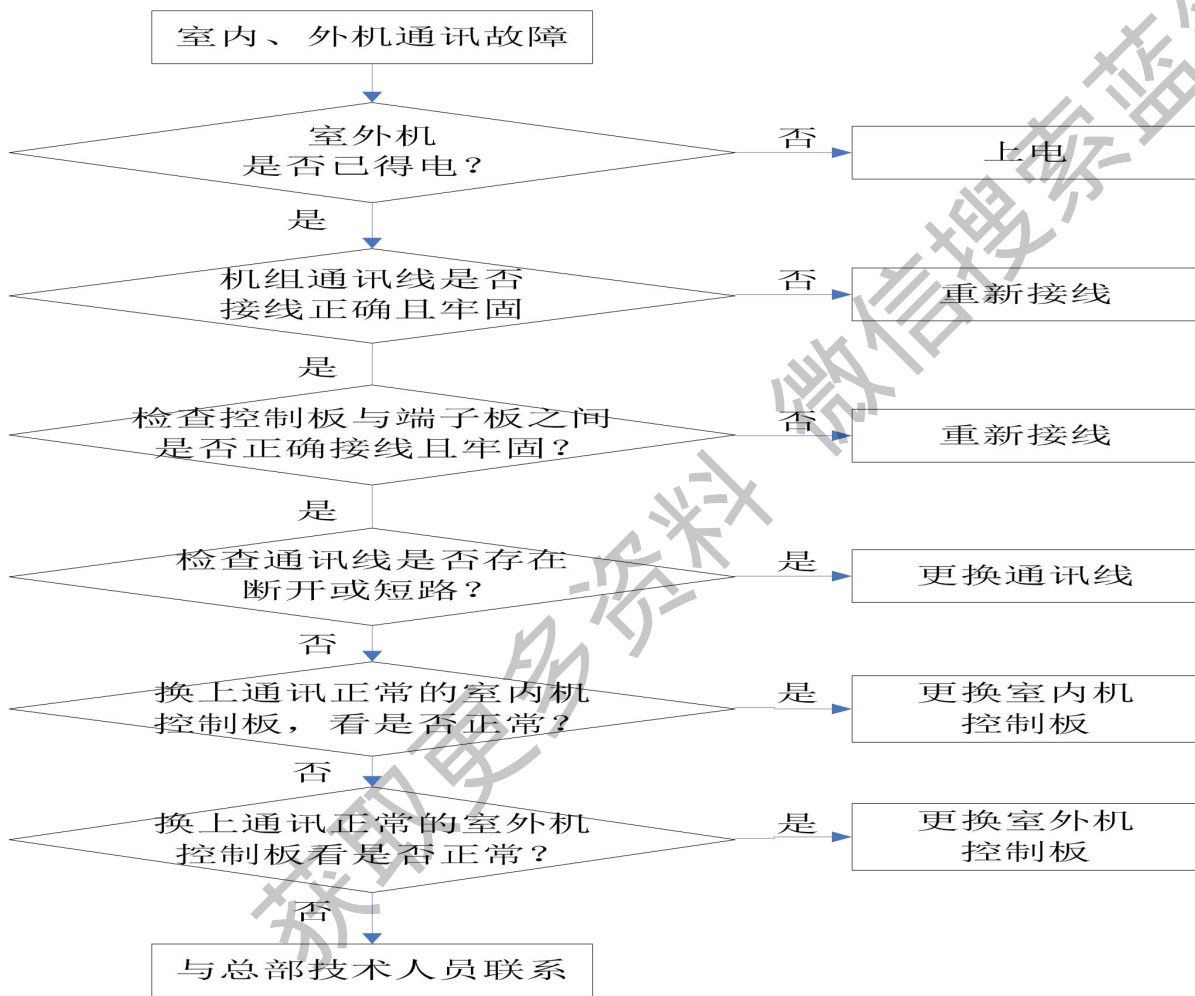 室内、外机通讯故障
室外机
是否已得电？
否
上电
是
机组通讯线是否
接线正确且牢固
否
重新接线
是
检查控制板与端子板之间
是否正确接线且牢固？
否
重新接线
是
检查通讯线是否存在
断开或短路？
是
更换通讯线
否
换上通讯正常的室内机
控制板，看是否正常？
是
更换室内机
控制板
否
换上通讯正常的室外机
控制板看是否正常？
是
更换室外机
控制板
否
与总部技术人员联系
获取更多资料 微信搜索蓝